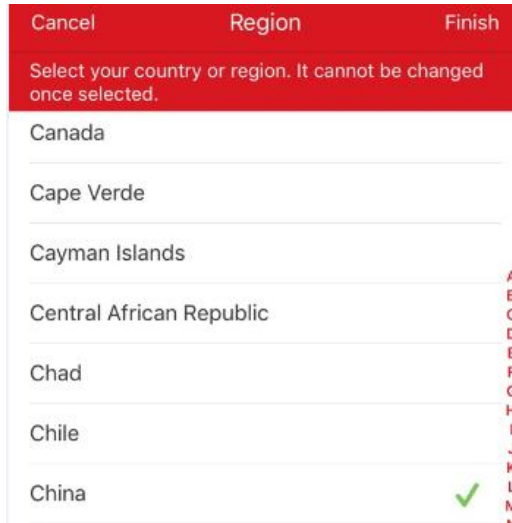 Cancel Region Finish
Select your country or region. It cannot be changed
once selected.
Canada
Cape Verde
Cayman Islands
Central African Republic
Chad
Chile
China